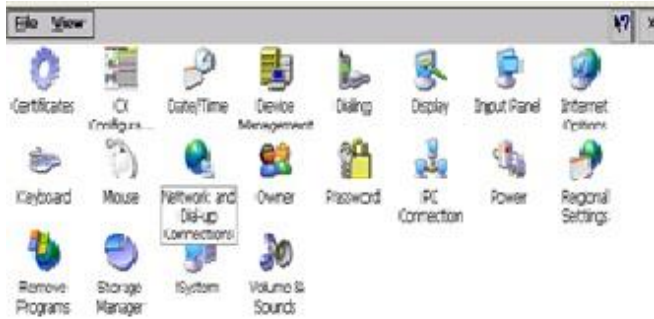 File View
Certificates CX Date/Time Device Dialing Display Input Panel Internet
Configura... Management Options
Keyboard Mouse Network and Owner Password PC Power Regional
Dial-up Connection Settings
Connections
Remove Storage System Volume &
Programs Manager Sounds